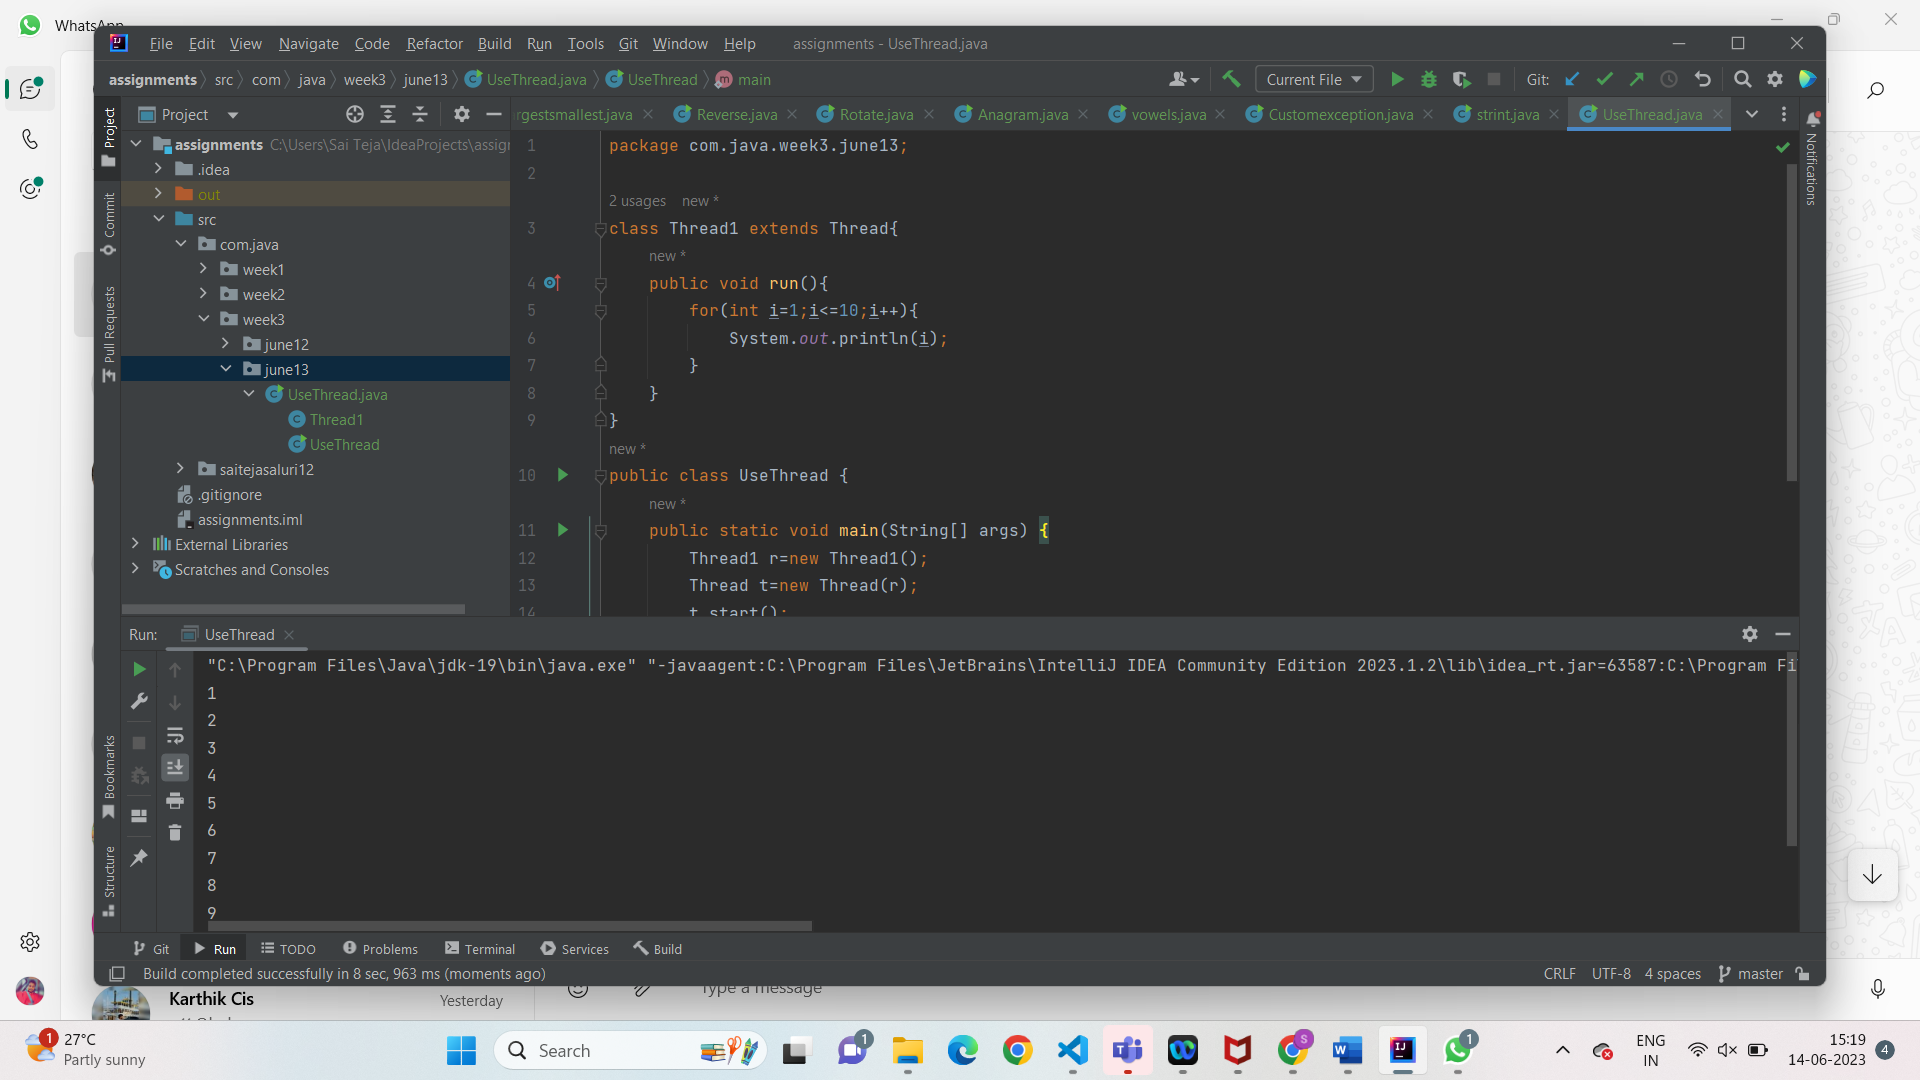 WhatsApp
File Edit View Navigate Code Refactor Build Run Tools Git Window Help assignments - UseThread.java
assignments src com java week3 june13 UseThread.java UseThread main Current File Git:
Project
rgestsmallest.java Reverse.java Rotate.java Anagram.java vowels.java Customexception.java strint.java UseThread.java
Project
Commit
Pull Requests
Bookmarks
Structure
Notifications
assignments C:\Users\Sai Teja\IdeaProjects\assig
.idea
out
src
com.java
week1
week2
week3
june12
june13
UseThread.java
Thread1
UseThread
saitejasaluri12
.gitignore
assignments.iml
External Libraries
Scratches and Consoles
1 package com.java.week3.june13;
2
2 usages new *
3 class Thread1 extends Thread{
new *
4 public void run(){
5 for(int i=1;i<=10;i++){
6 System.out.println(i);
7 }
8 }
9 }
new *
10 public class UseThread {
new *
11 public static void main(String[] args) {
12 Thread1 r=new Thread1();
13 Thread t=new Thread(r);
14 t.start();
Run: UseThread
"C:\Program Files\Java\jdk-19\bin\java.exe" "-javaagent:C:\Program Files\JetBrains\IntelliJ IDEA Community Edition 2023.1.2\lib\idea_rt.jar=63587:C:\Program Fi
1
2
3
4
5
6
7
8
9
Git Run TODO Problems Terminal Services Build
Build completed successfully in 8 sec, 963 ms (moments ago) CRLF UTF-8 4 spaces master
Type a message
Karthik Cis Yesterday
1 27°C
Partly sunny
Search
1
S
1
ENG
IN
15:19
14-06-2023
4